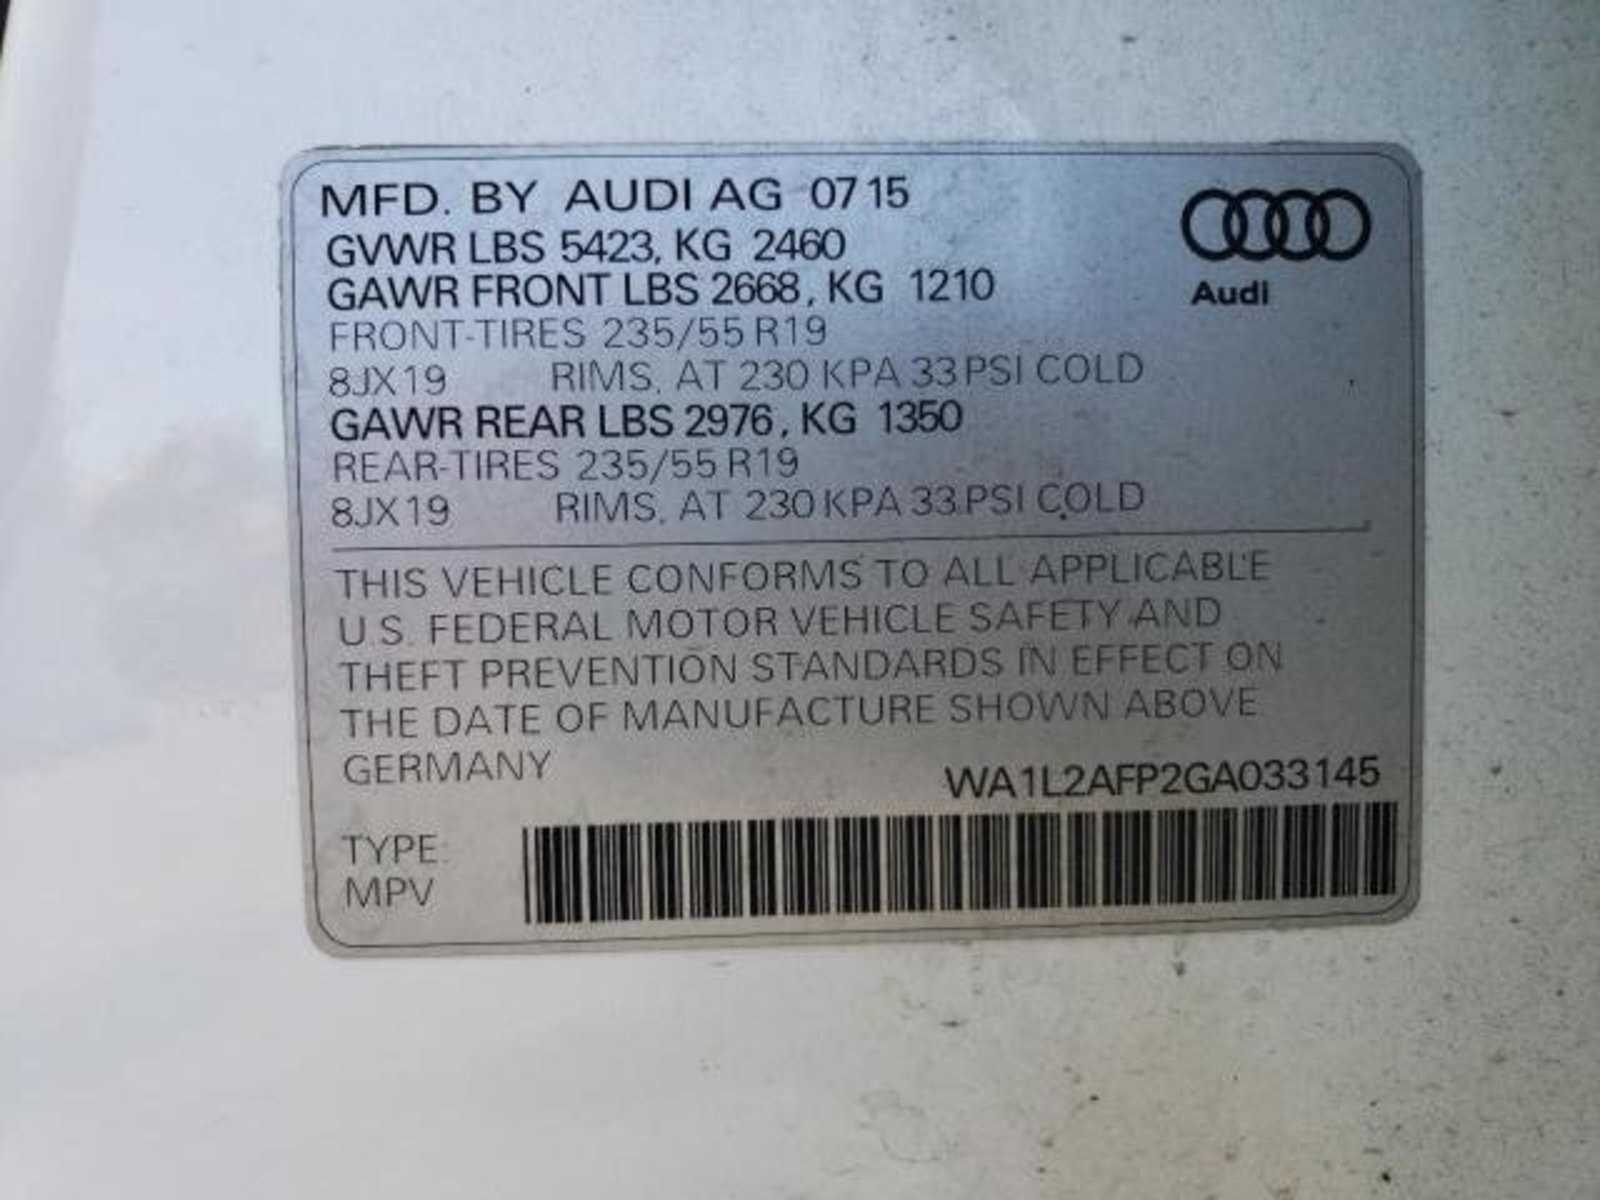 MFD. BY AUDI AG 07 15
GVWR LBS 5423, KG 2460
GAWR FRONT LBS 2668, KG 1210
FRONT-TIRES 235/55 R19
8JX19 RIMS, AT 230 KPA 33 PSI COLD
GAWR REAR LBS 2976, KG 1350
REAR-TIRES 235/55 R19
8JX19 RIMS, AT 230 KPA 33 PSI COLD
Audi
THIS VEHICLE CONFORMS TO ALL APPLICABLE
U.S. FEDERAL MOTOR VEHICLE SAFETY AND
THEFT PREVENTION STANDARDS IN EFFECT ON
THE DATE OF MANUFACTURE SHOWN ABOVE
GERMANY
WA1L2AFP2GA033145
TYPE:
MPV